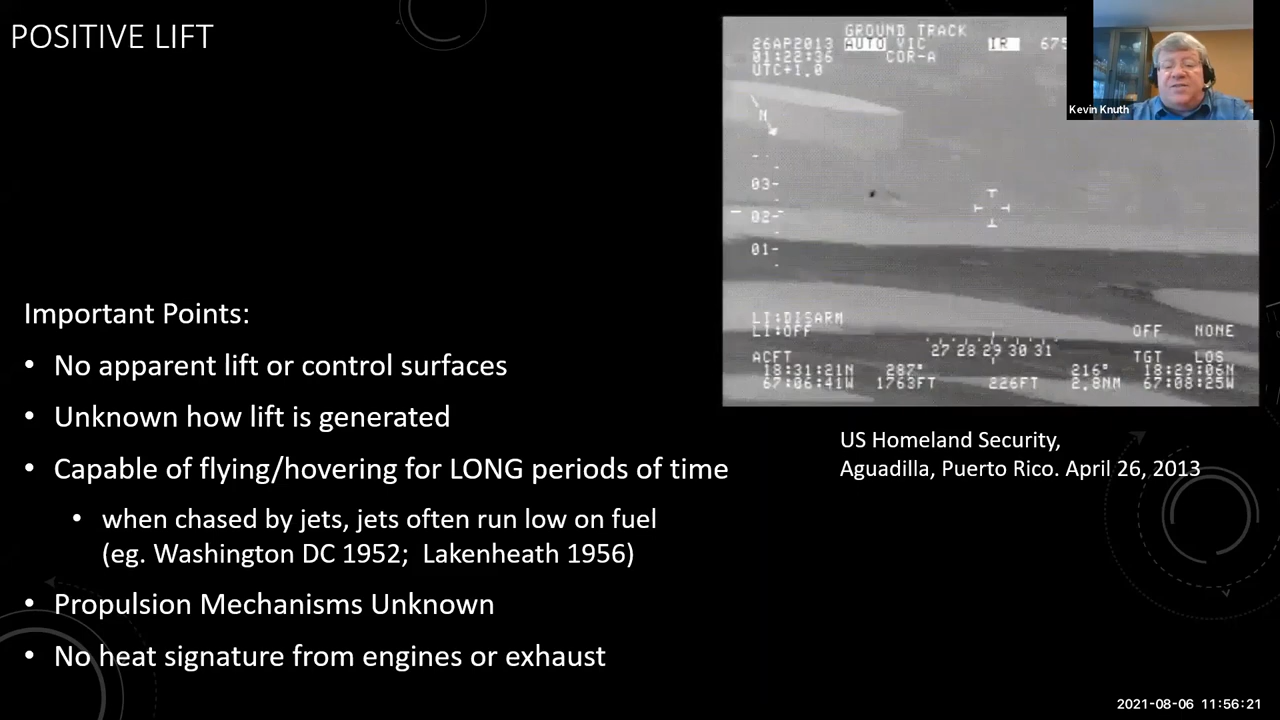 POSITIVE LIFT
GROUND TRACK
26APR2013 AUTO VIC IR 675
01:22:36 COR-A
UTC+1.0
N
03-
02-
01-
LI:DISARM
LI:OFF
OFF NONE
27 28 29 30 31
ACFT TGT LOS
18:31:21N 287° 216° 18:29:06N
67:06:41W 1763FT 226FT 2.8NM 67:08:25W
Kevin Knuth
US Homeland Security,
Aguadilla, Puerto Rico. April 26, 2013
Important Points:
• No apparent lift or control surfaces
• Unknown how lift is generated
• Capable of flying/hovering for LONG periods of time
• when chased by jets, jets often run low on fuel
(eg. Washington DC 1952; Lakenheath 1956)
• Propulsion Mechanisms Unknown
• No heat signature from engines or exhaust
2021-08-06 11:56:21